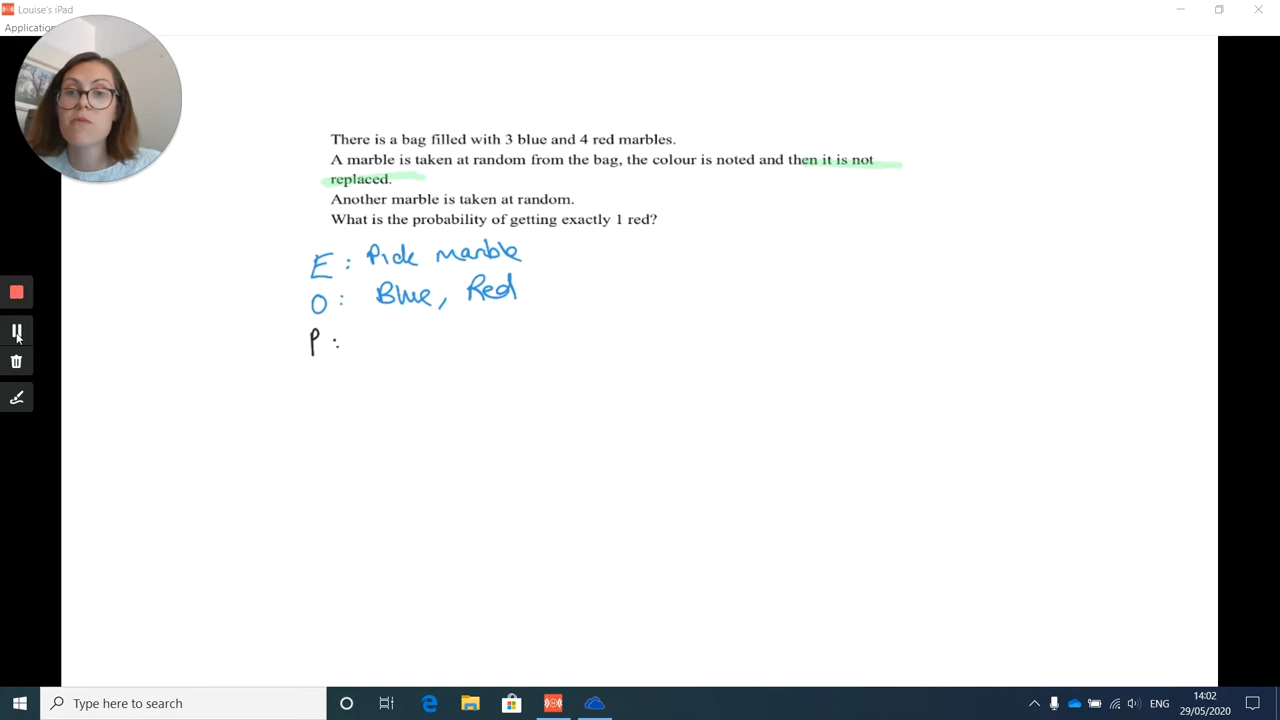 Louise's iPad
Application
There is a bag filled with 3 blue and 4 red marbles.
A marble is taken at random from the bag, the colour is noted and then it is not
replaced.
Another marble is taken at random.
What is the probability of getting exactly 1 red?
E : Pick marble
O : Blue, Red
P :
Type here to search
ENG
14:02
29/05/2020